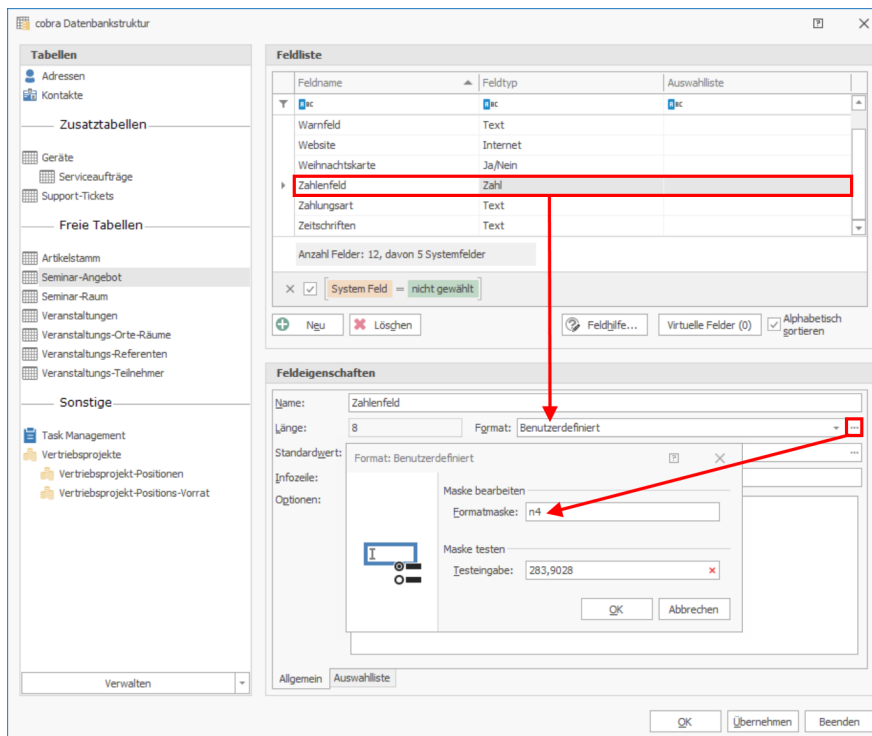 cobra Datenbankstruktur
Tabellen
Adressen
Kontakte
Zusatztabellen
Geräte
Serviceaufträge
Support-Tickets
Freie Tabellen
Artikelstamm
Seminar-Angebot
Seminar-Raum
Veranstaltungen
Veranstaltungs-Orte-Räume
Veranstaltungs-Referenten
Veranstaltungs-Teilnehmer
Sonstige
Task Management
Vertriebsprojekte
Vertriebsprojekt-Positionen
Vertriebsprojekt-Positions-Vorrat
Verwalten
Feldliste
Feldname Feldtyp Auswahlliste
Warnfeld Text
Website Internet
Weihnachtskarte Ja/Nein
Zahlenfeld Zahl
Zahlungsart Text
Zeitschriften Text
Anzahl Felder: 12, davon 5 Systemfelder
System Feld = nicht gewählt
Neu Löschen Feldhilfe... Virtuelle Felder (0) Alphabetisch
sortieren
Feldeigenschaften
Name: Zahlenfeld
Länge: 8 Format: Benutzerdefiniert ...
Standardwert: ...
Infozeile:
Optionen:
Format: Benutzerdefiniert
Maske bearbeiten
Formatmaske: n4
Maske testen
Testeingabe: 283,9028
OK Abbrechen
Allgemein Auswahlliste
OK Übernehmen Beenden